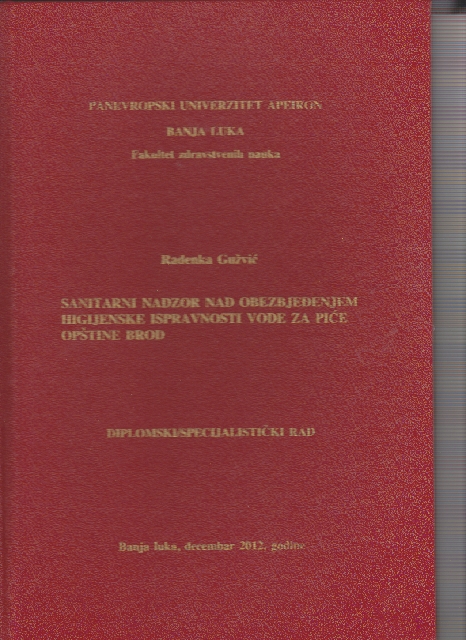 PANEVROPSKI UNIVERZITET APEIRON
BANJA LUKA
Fakultet zdravstvenih nauka
Radenka Gužvić
SANITARNI NADZOR NAD OBEZBJEĐENJEM
HIGIJENSKE ISPRAVNOSTI VODE ZA PIĆE
OPŠTINE BROD
DIPLOMSKI/SPECIJALISTIČKI RAD
Banja luka, decembar 2012. godine